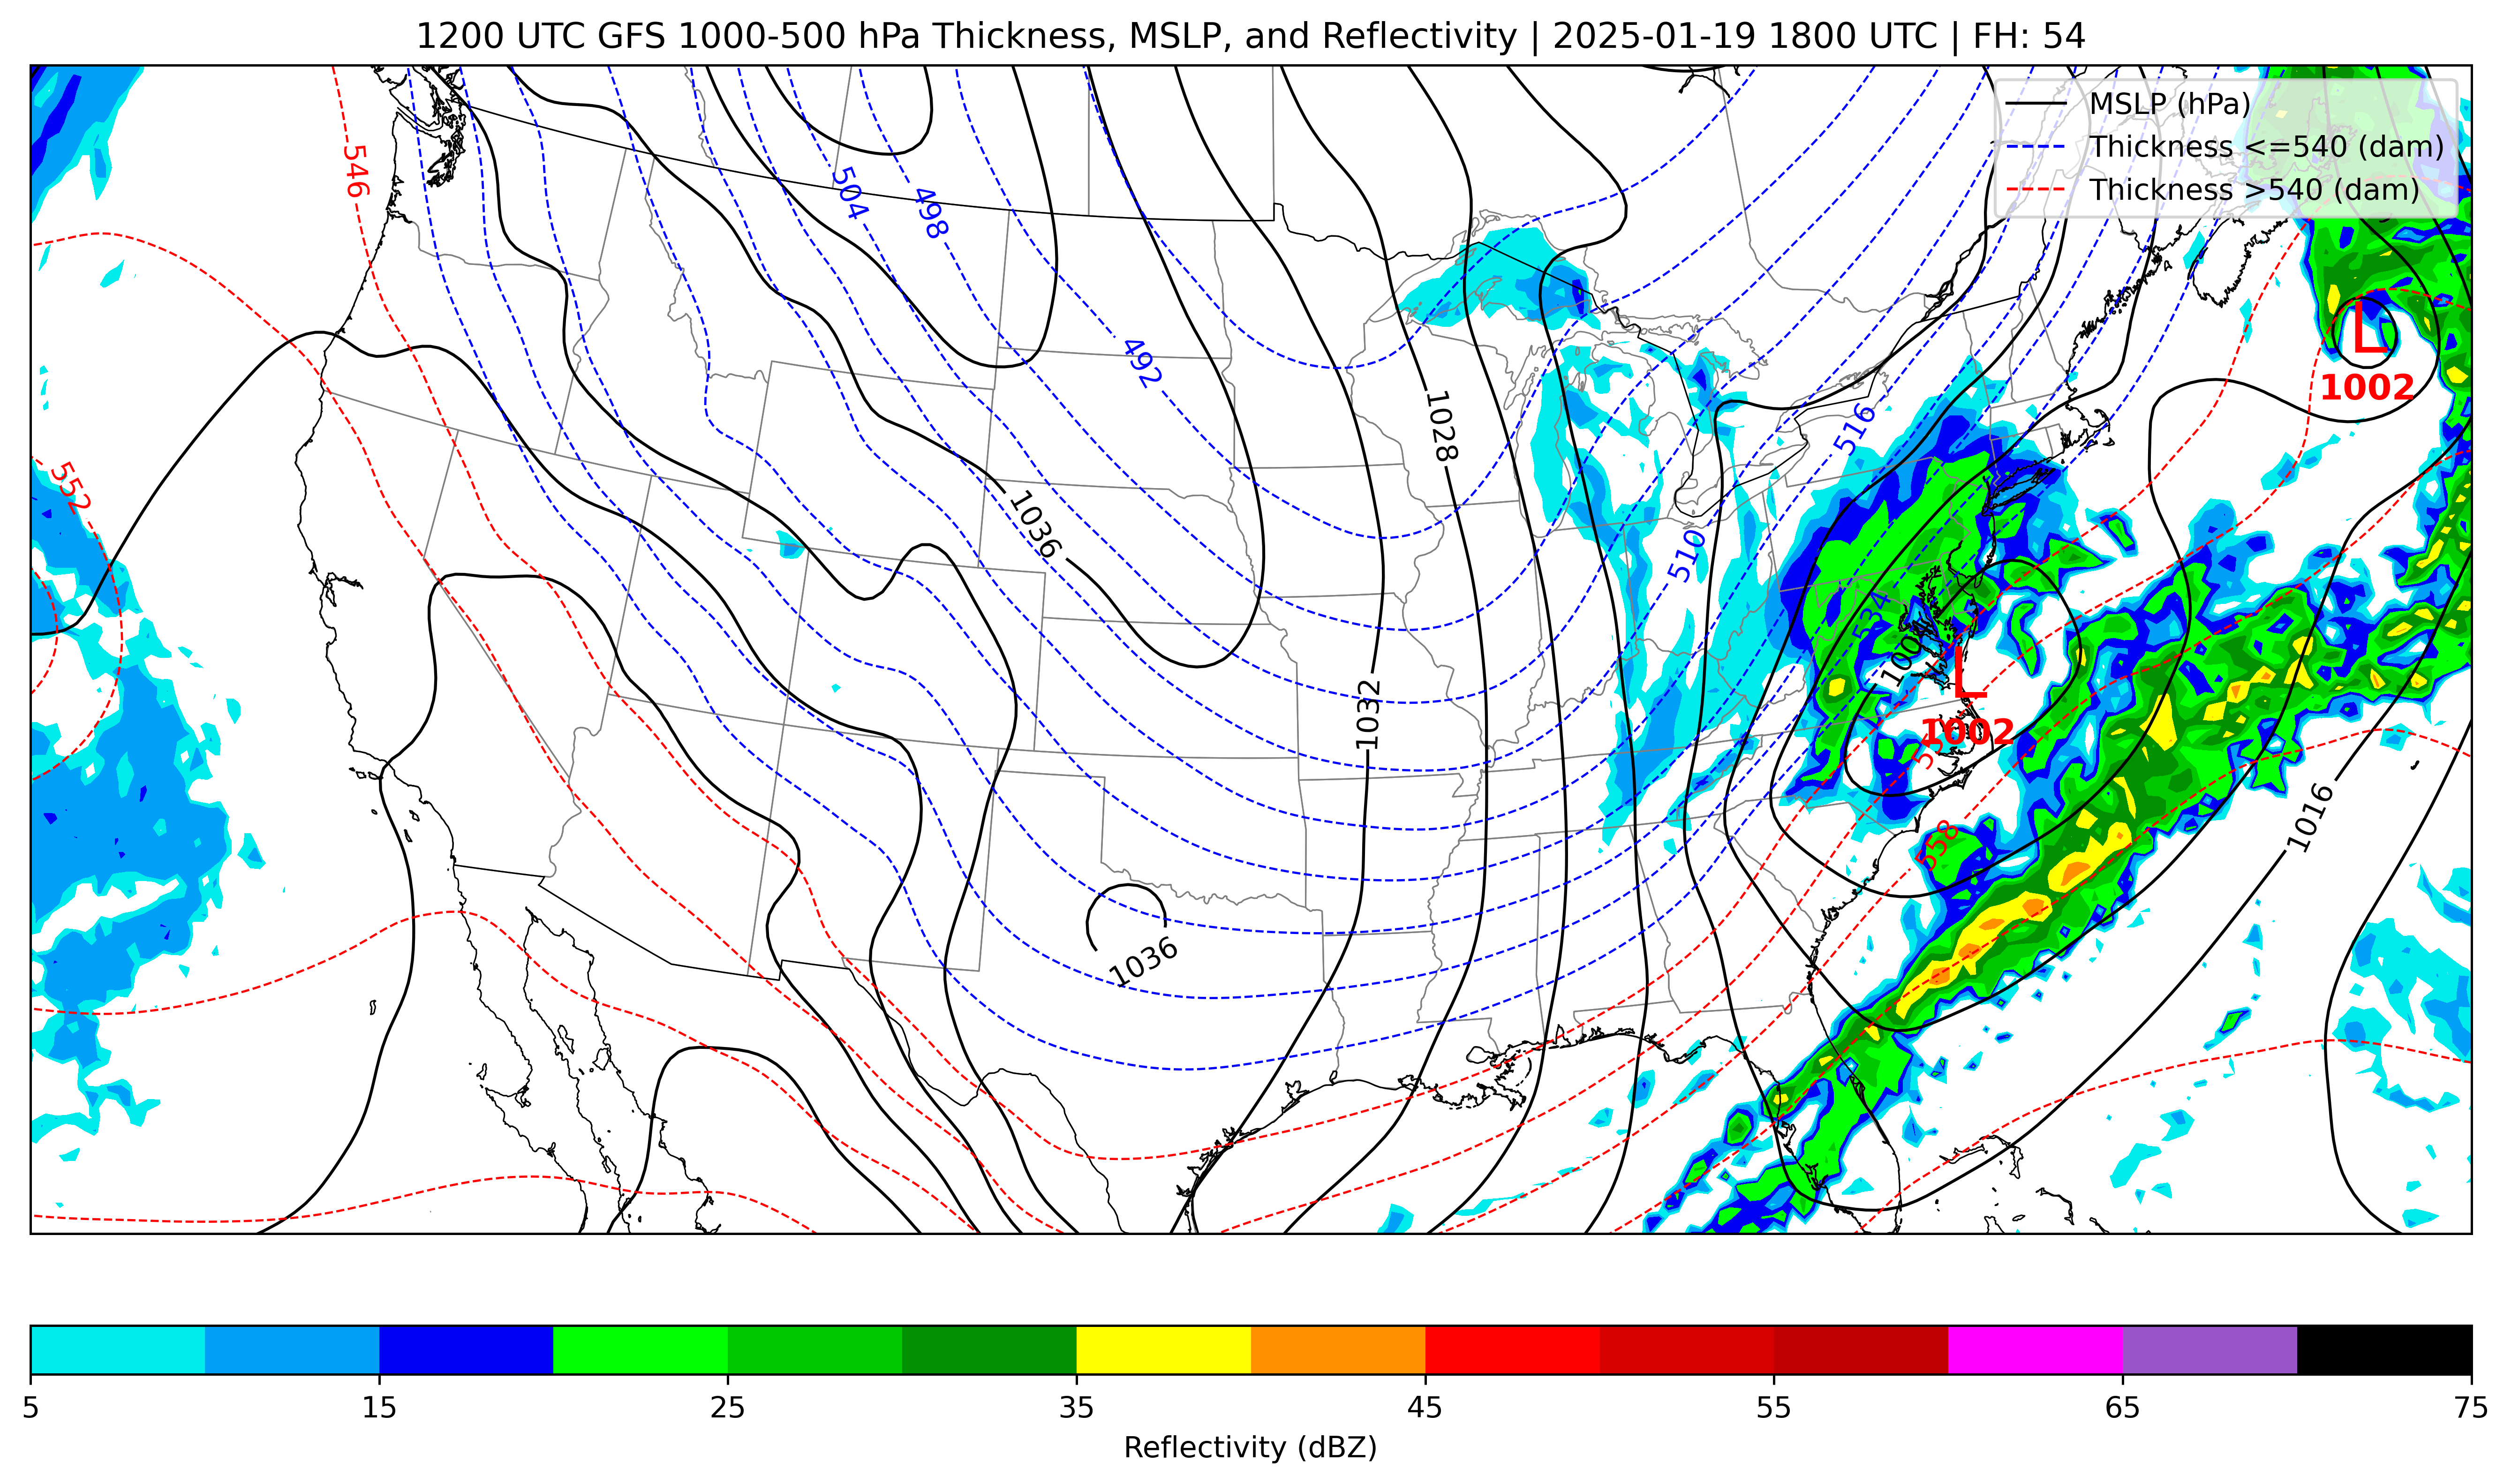 1200 UTC GFS 1000-500 hPa Thickness, MSLP, and Reflectivity | 2025-01-19 1800 UTC | FH: 54
MSLP (hPa)
Thickness <=540 (dam)
Thickness >540 (dam)
546
504
498
492
1002
1028
516
552
1036
510
534
1032
1002
1016
558
1036
5 15 25 35 45 55 65 75
Reflectivity (dBZ)